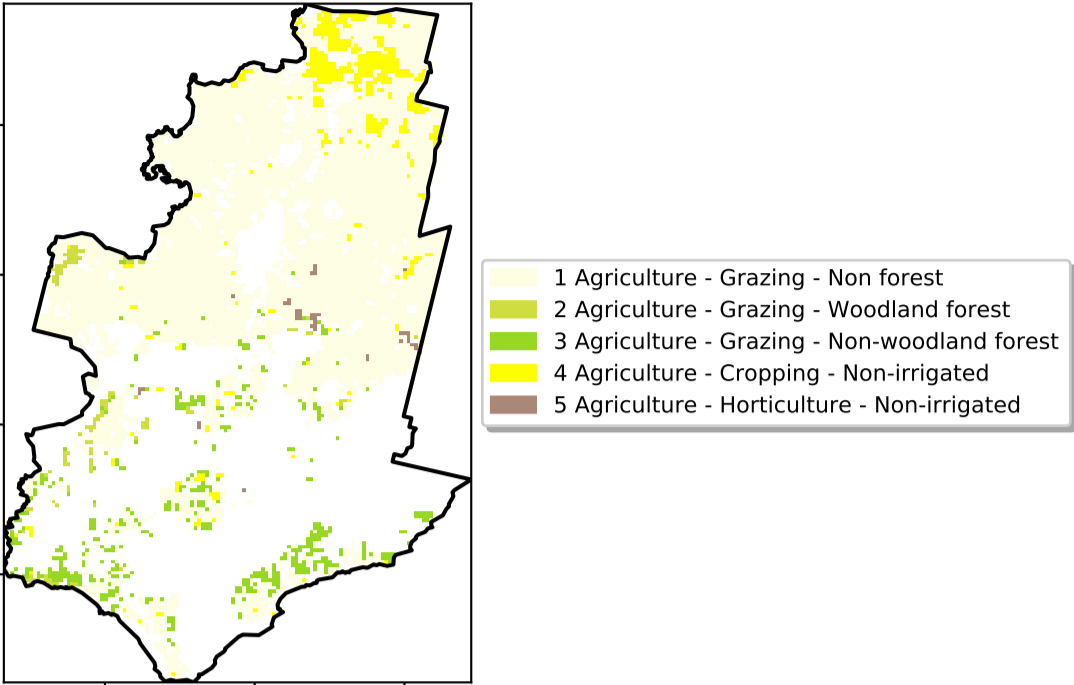 1 Agriculture - Grazing - Non forest
2 Agriculture - Grazing - Woodland forest
3 Agriculture - Grazing - Non-woodland forest
4 Agriculture - Cropping - Non-irrigated
5 Agriculture - Horticulture - Non-irrigated